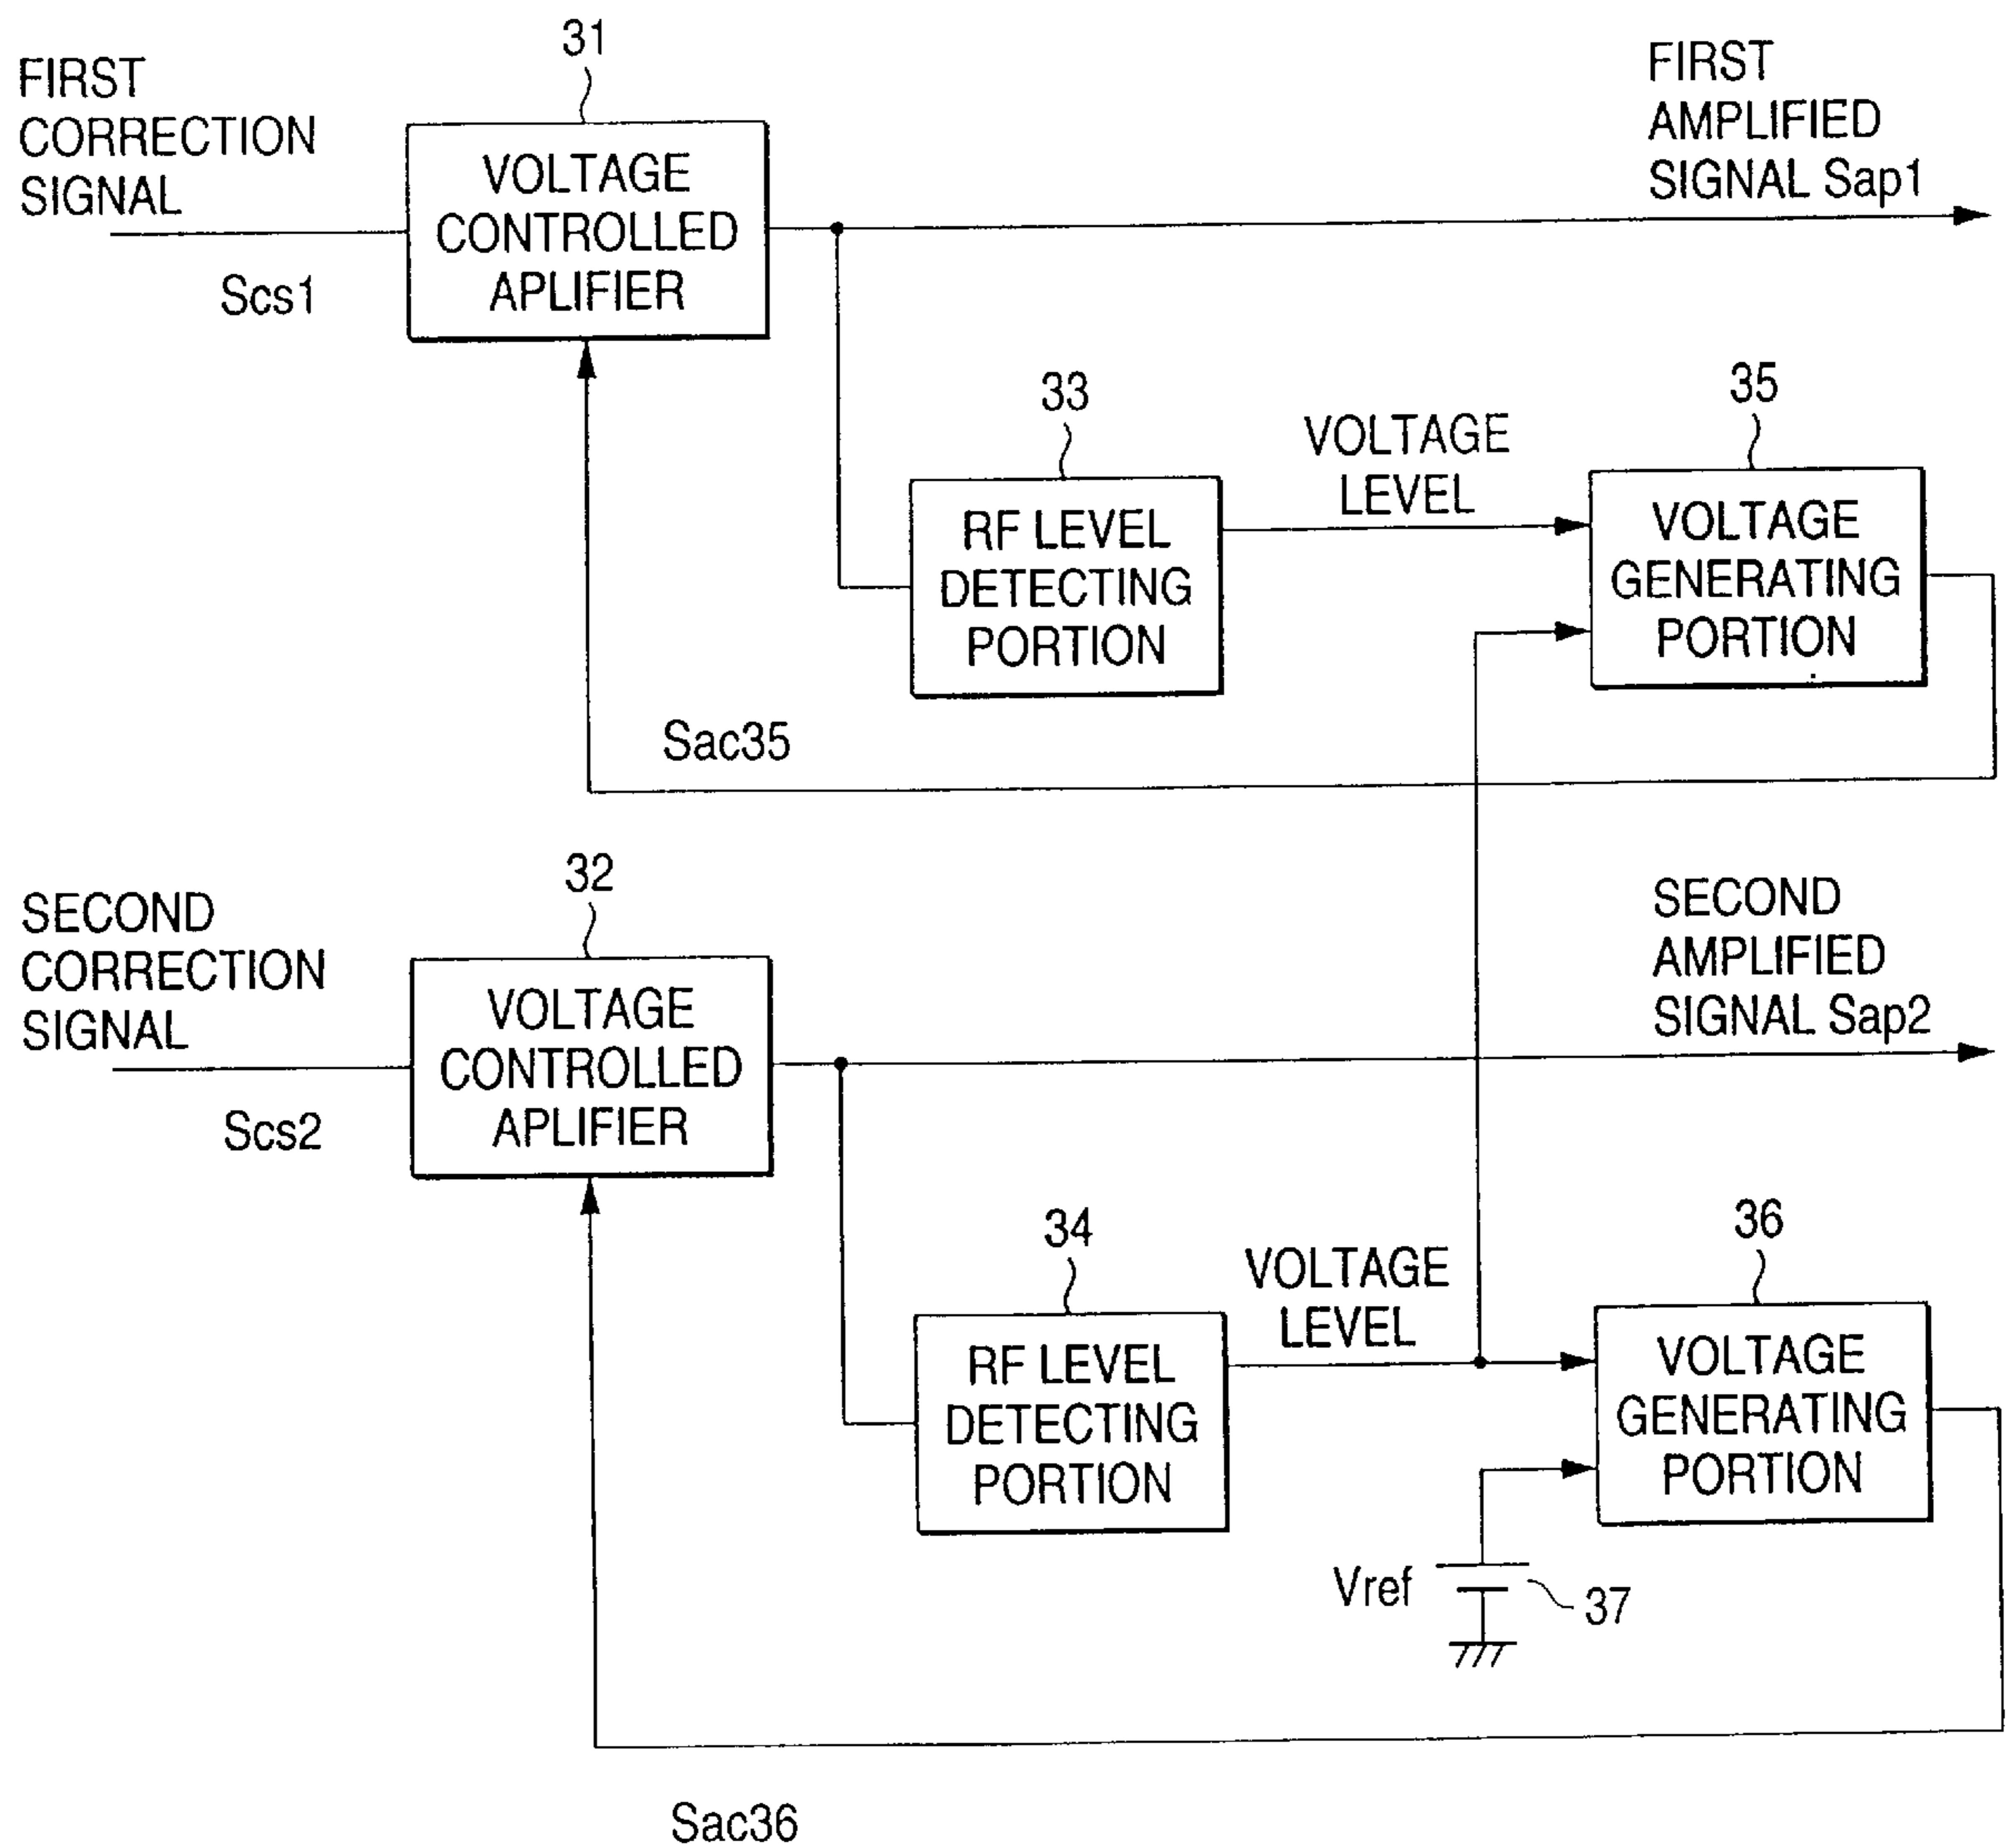 31
FIRST
CORRECTION
SIGNAL
FIRST
AMPLIFIED
SIGNAL Sap1
VOLTAGE
CONTROLLED
APLIFIER
Scs1
33
35
VOLTAGE
LEVEL
RF LEVEL
DETECTING
PORTION
VOLTAGE
GENERATING
PORTION
Sac35
32
SECOND
CORRECTION
SIGNAL
SECOND
AMPLIFIED
SIGNAL Sap2
VOLTAGE
CONTROLLED
APLIFIER
Scs2
34
36
VOLTAGE
LEVEL
RF LEVEL
DETECTING
PORTION
VOLTAGE
GENERATING
PORTION
Vref
37
Sac36